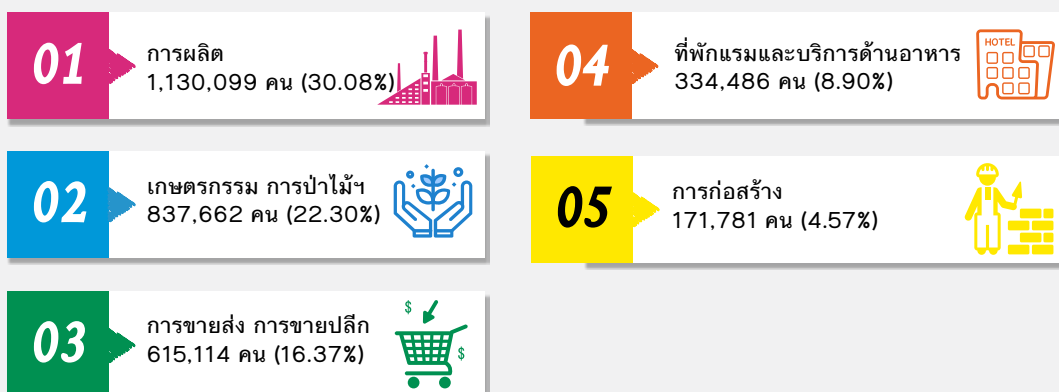 01
การผลิต
1,130,099 คน (30.08%)
02
เกษตรกรรม การป่าไม้ฯ
837,662 คน (22.30%)
03
การขายส่ง การขายปลีก
615,114 คน (16.37%)
$
$
04
ที่พักแรมและบริการด้านอาหาร
334,486 คน (8.90%)
HOTEL
05
การก่อสร้าง
171,781 คน (4.57%)